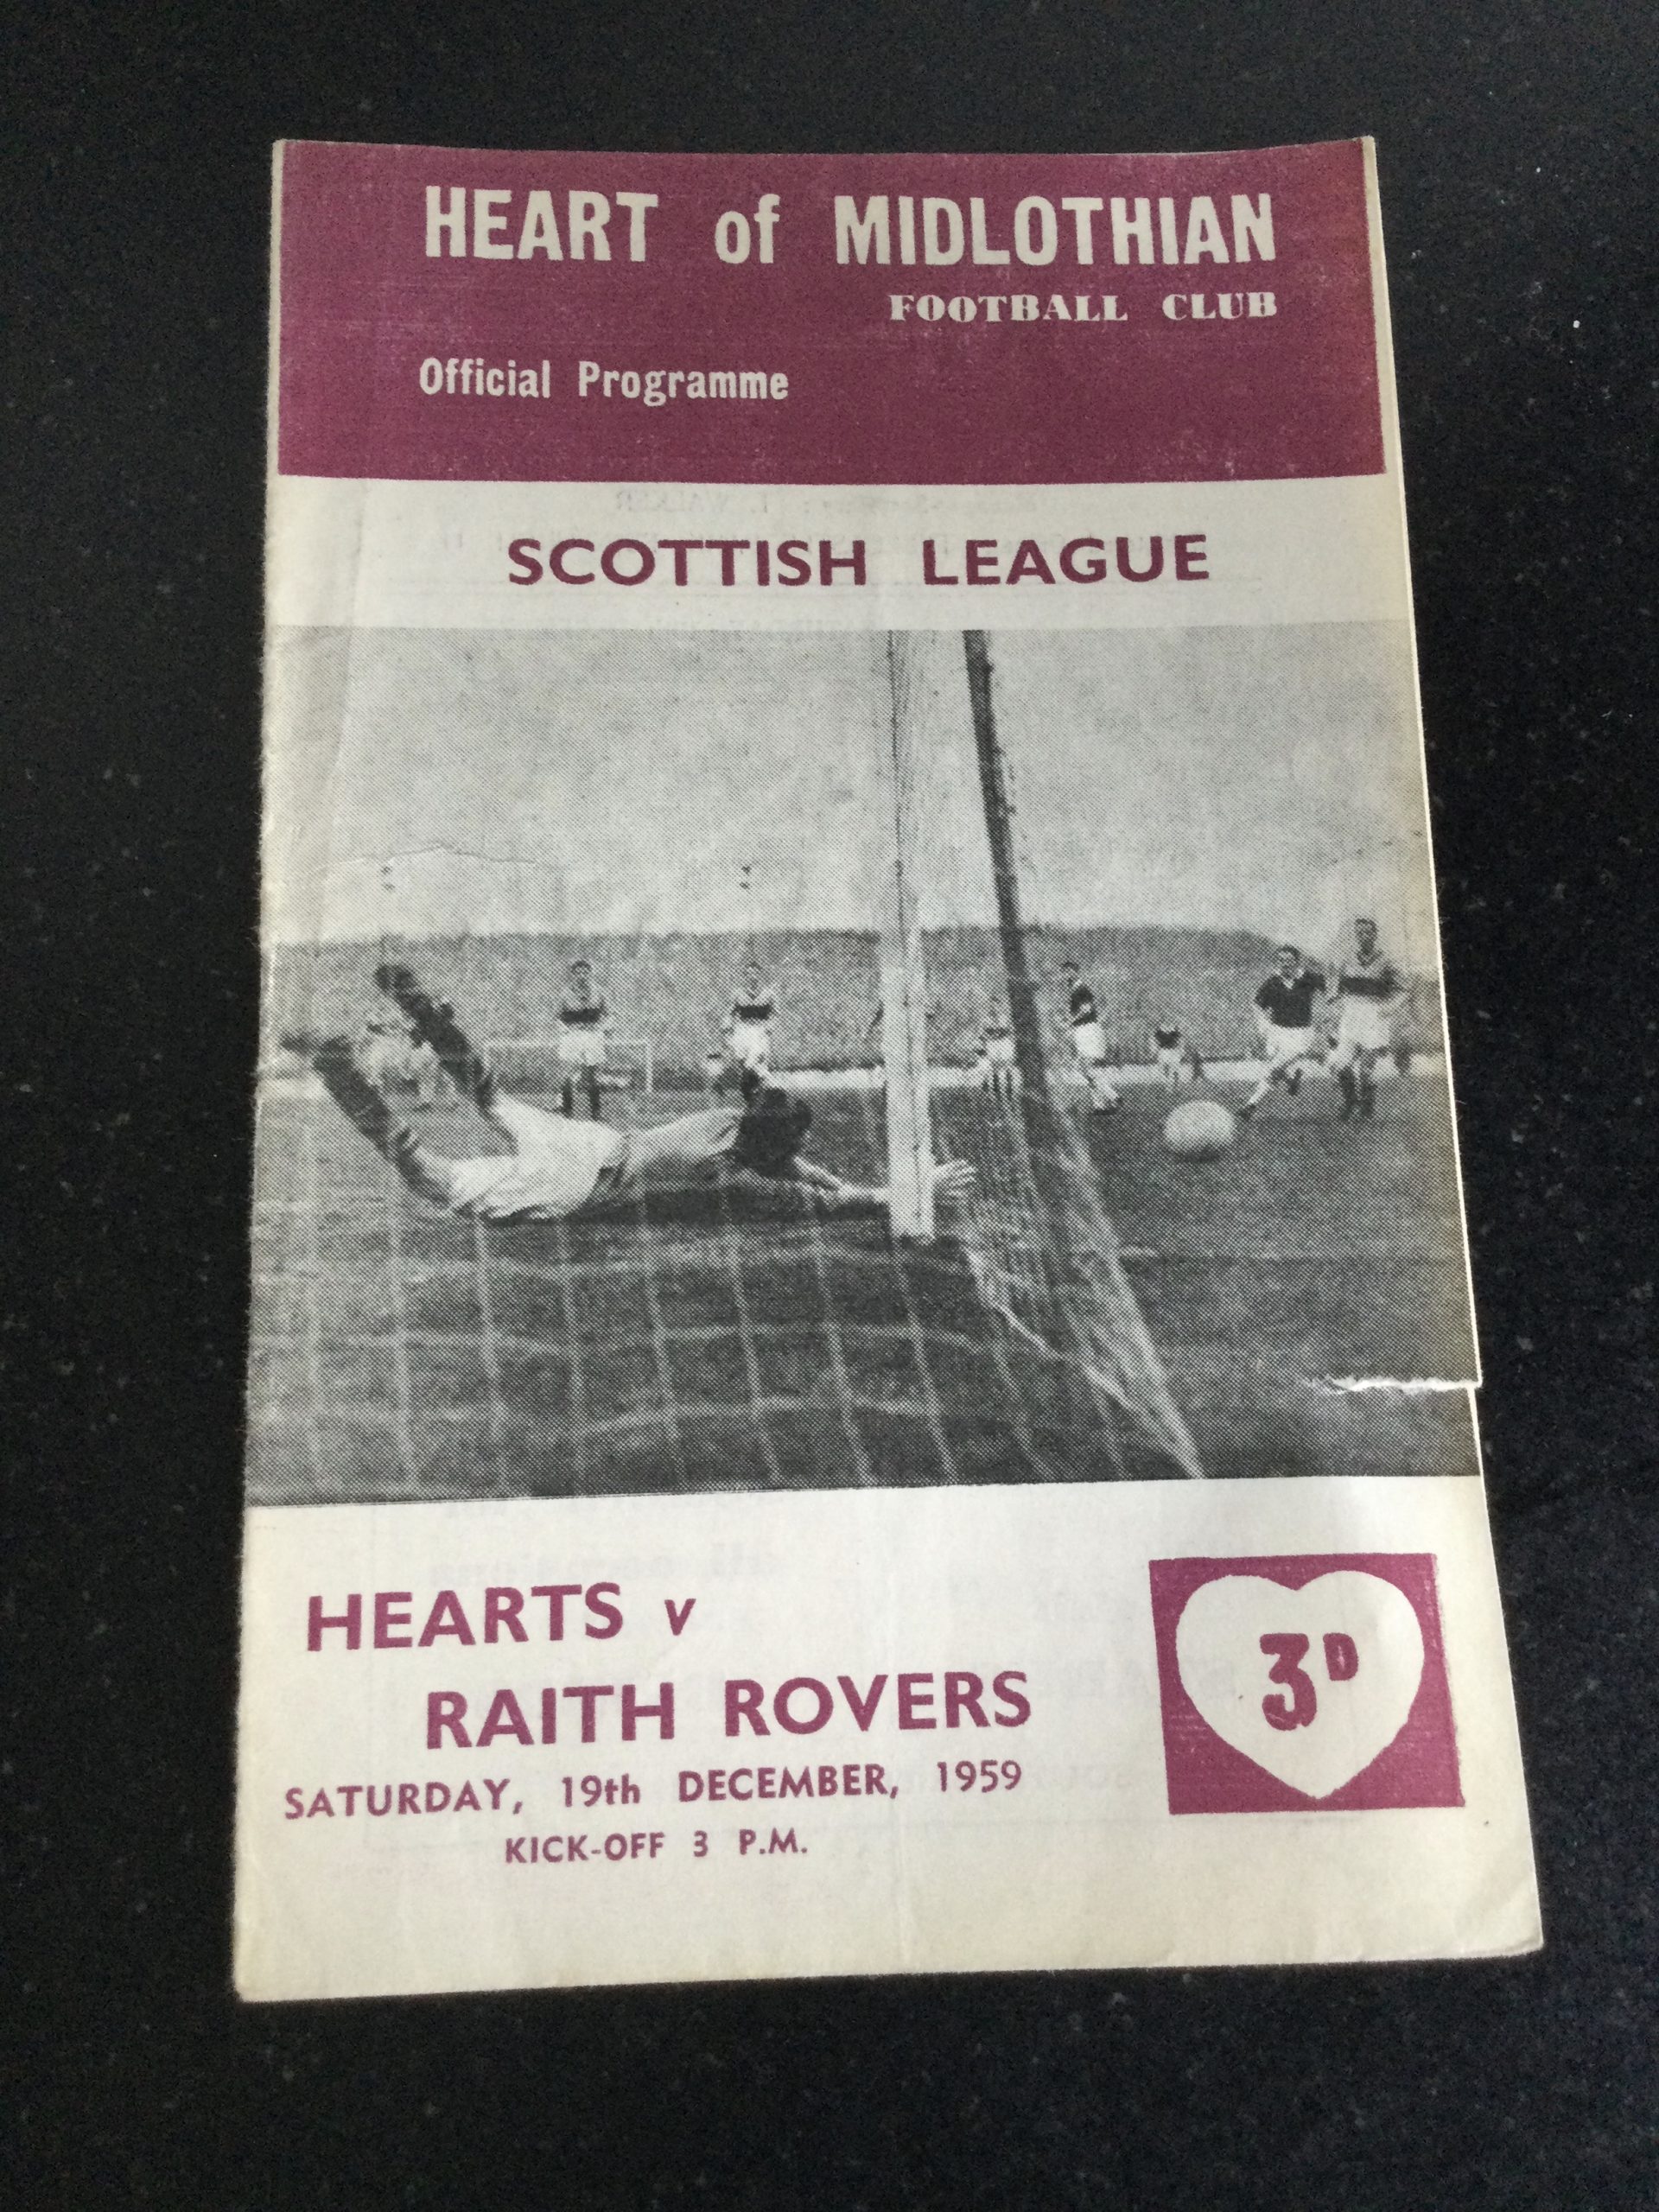 HEART of MIDLOTHIAN
FOOTBALL CLUB
Official Programme
SCOTTISH LEAGUE
HEARTS v
RAITH ROVERS
SATURDAY, 19th DECEMBER, 1959
KICK-OFF 3 P.M.
3D